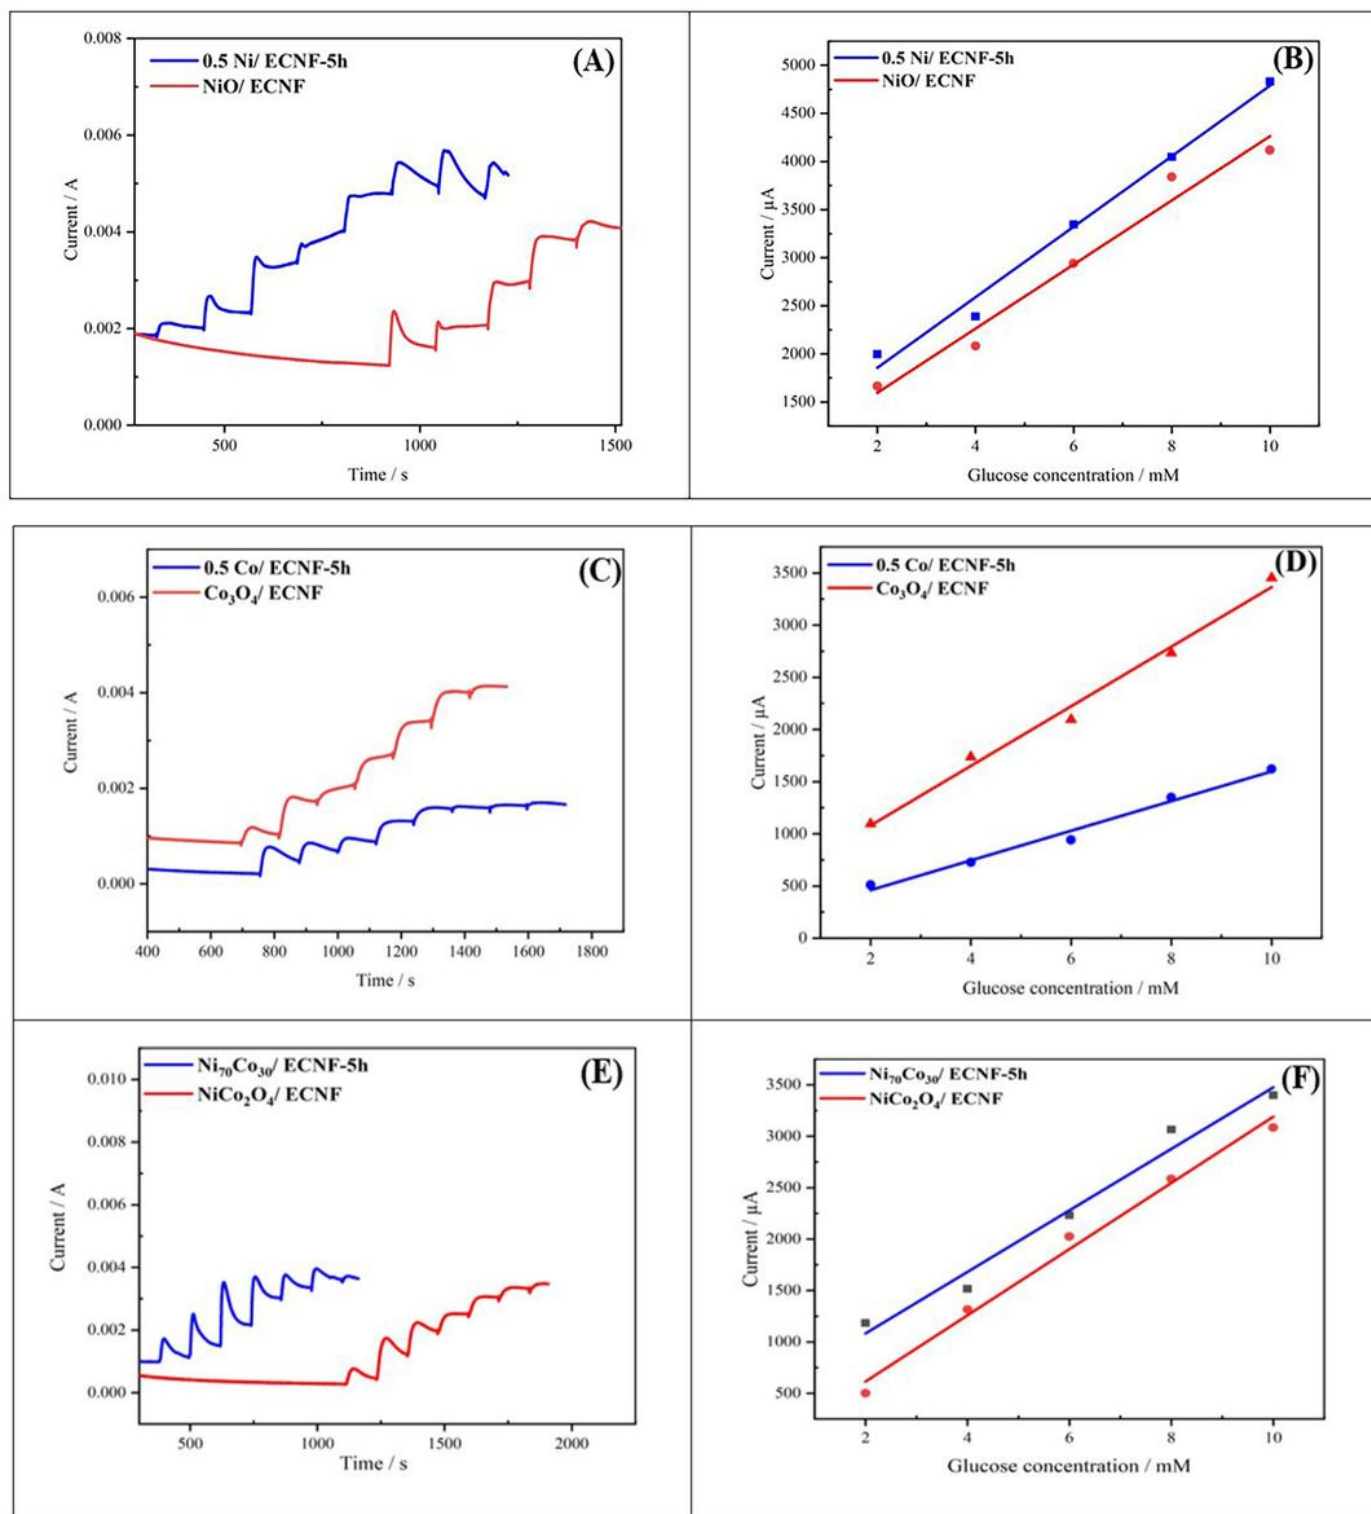 (A)
0.5 Ni/ ECNF-5h
NiO/ ECNF
0.008
0.006
0.004
0.002
0.000
Current / A
500
1000
1500
Time / s
(B)
0.5 Ni/ ECNF-5h
NiO/ ECNF
5000
4500
4000
3500
3000
2500
2000
1500
Current / µA
2
4
6
8
10
Glucose concentration / mM
(C)
0.5 Co/ ECNF-5h
Co₃O₄/ ECNF
0.006
0.004
0.002
0.000
Current / A
400
600
800
1000
1200
1400
1600
1800
Time / s
(D)
0.5 Co/ ECNF-5h
Co₃O₄/ ECNF
3500
3000
2500
2000
1500
1000
500
0
Current / µA
2
4
6
8
10
Glucose concentration / mM
(E)
Ni₇₀Co₃₀/ ECNF-5h
NiCo₂O₄/ ECNF
0.010
0.008
0.006
0.004
0.002
0.000
Current / A
500
1000
1500
2000
Time / s
(F)
Ni₇₀Co₃₀/ ECNF-5h
NiCo₂O₄/ ECNF
3500
3000
2500
2000
1500
1000
500
Current / µA
2
4
6
8
10
Glucose concentration / mM